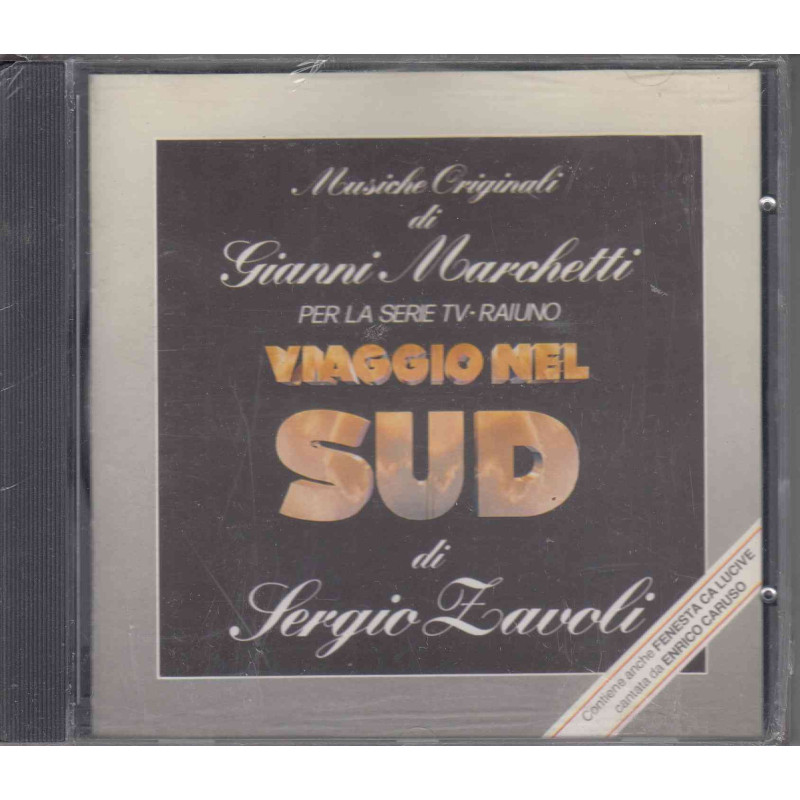 Musiche Originali
di
Gianni Marchetti
PER LA SERIE TV-RAIUNO
VIAGGIO NEL
SUD
di
Sergio Zavoli
Contiene anche FENESTA CA LUCIVE
cantata da ENRICO CARUSO